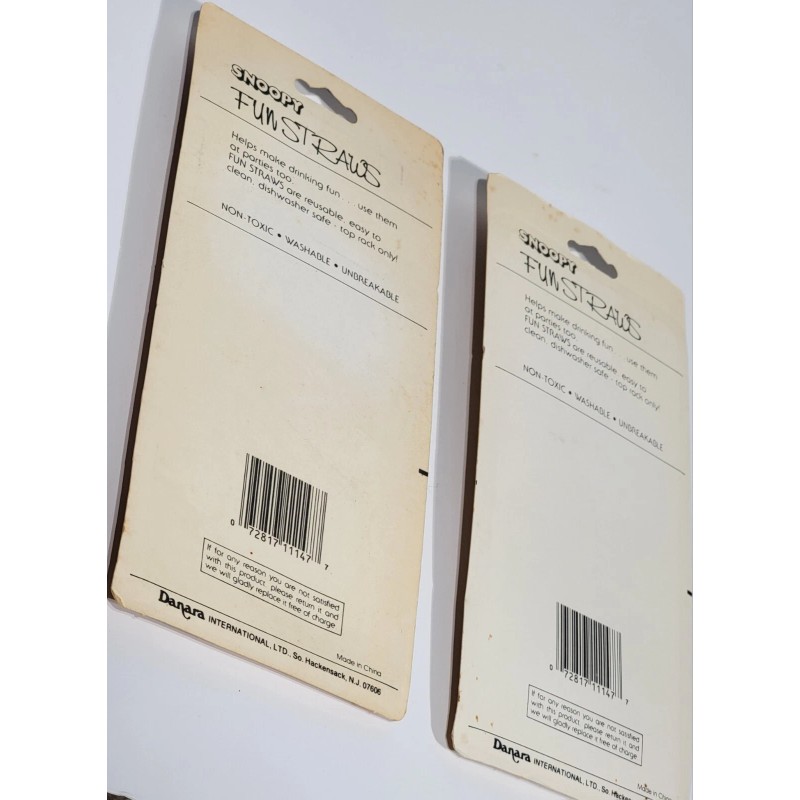 SNOOPY
FUN STRAWS
Helps make drinking fun . . . use them
at parties too.
FUN STRAWS are reusable, easy to
clean, dishwasher safe - top rack only!
NON-TOXIC • WASHABLE • UNBREAKABLE
0 72817 11147 7
If for any reason you are not satisfied
with this product, please return it and
we will gladly replace it free of charge
Made in China
Danara INTERNATIONAL, LTD., So. Hackensack, N.J. 07606
SNOOPY
FUN STRAWS
Helps make drinking fun . . . use them
at parties too.
FUN STRAWS are reusable, easy to
clean, dishwasher safe - top rack only!
NON-TOXIC • WASHABLE • UNBREAKABLE
0 72817 11147 7
If for any reason you are not satisfied
with this product, please return it and
we will gladly replace it free of charge
Made in China
Danara INTERNATIONAL, LTD., So. Hacken